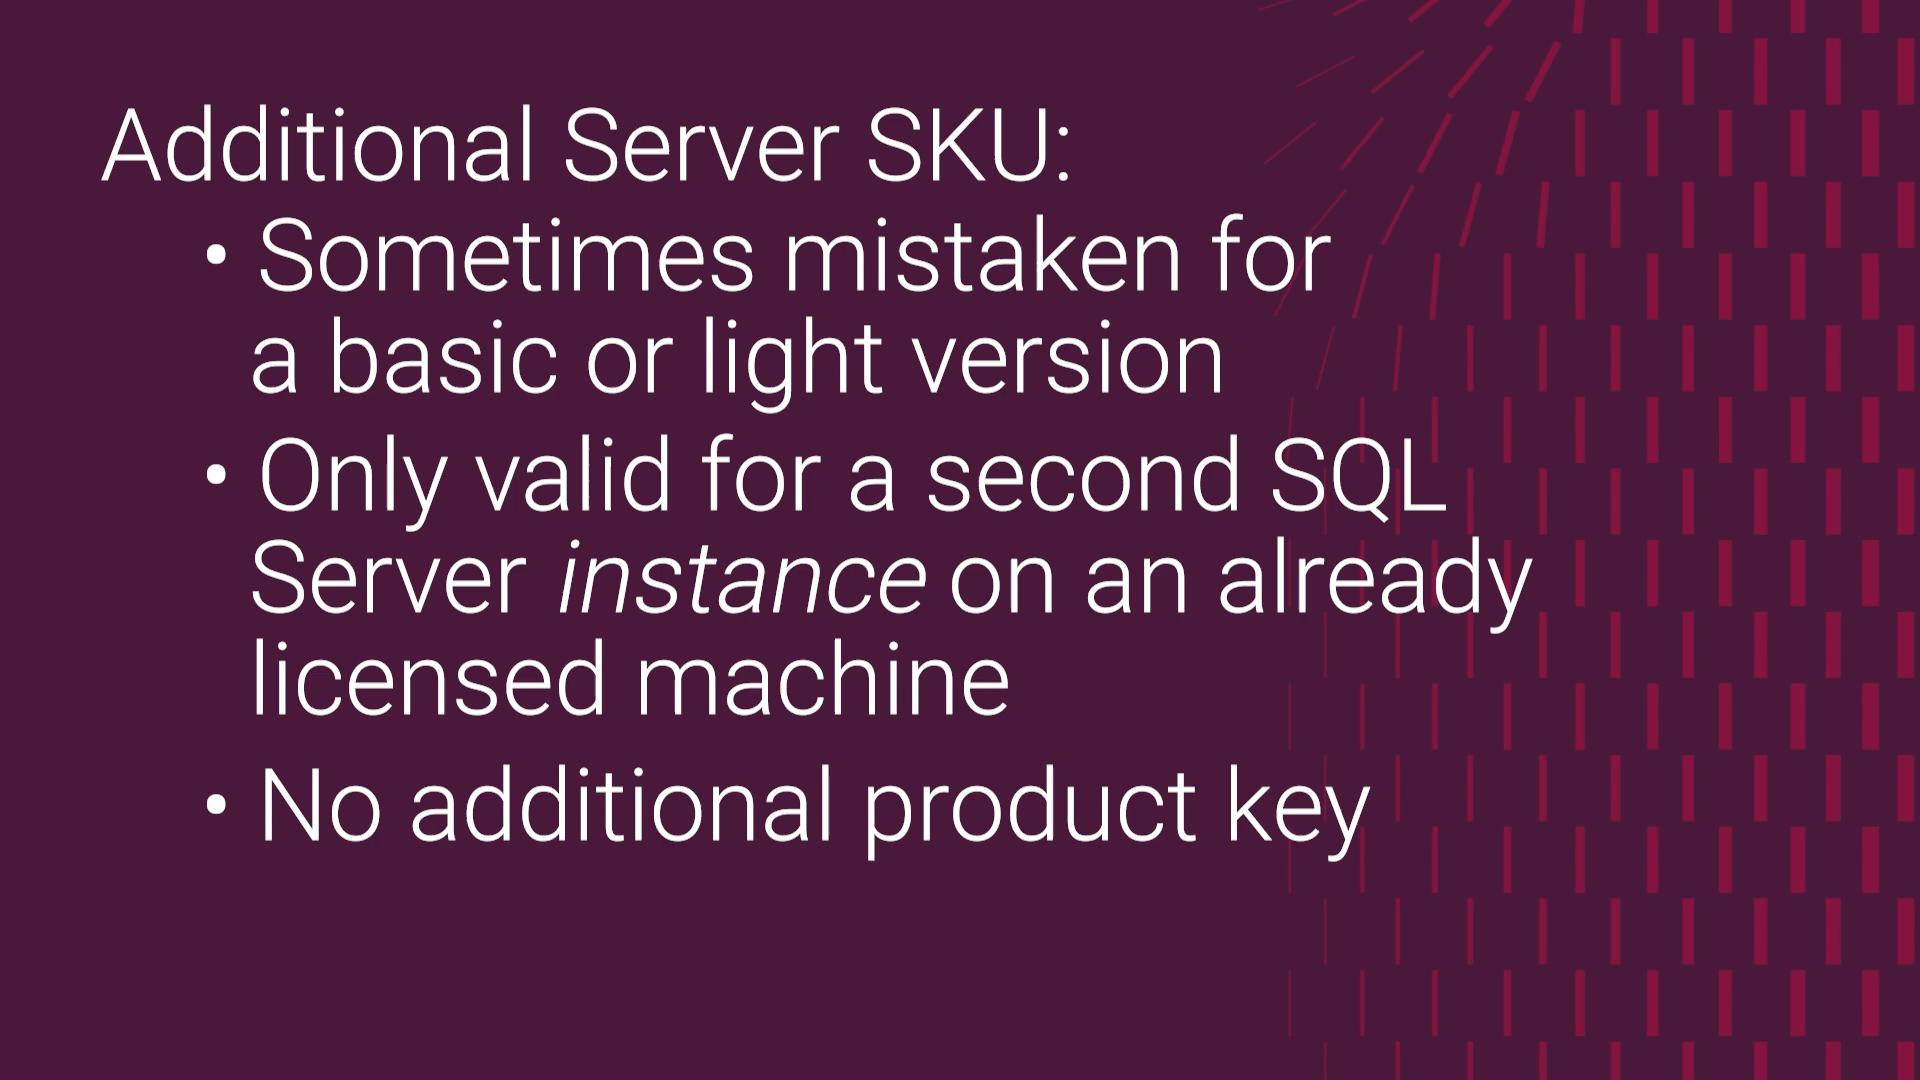 Additional Server SKU:
• Sometimes mistaken for
a basic or light version
• Only valid for a second SQL
Server instance on an already
licensed machine
• No additional product key